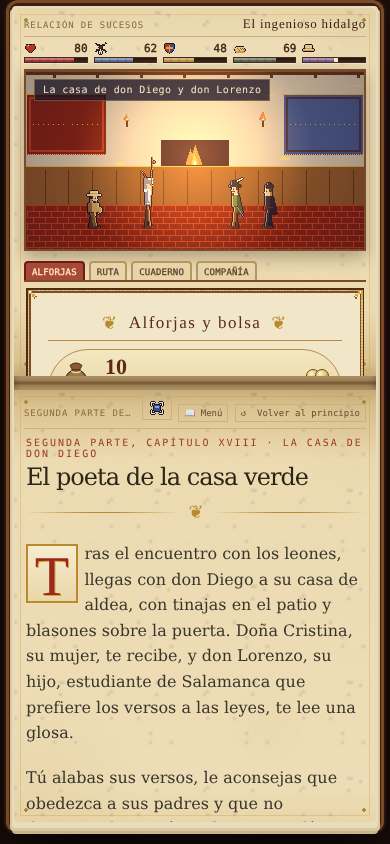 RELACIÓN DE SUCESOS
El ingenioso hidalgo
80 62 48 69
La casa de don Diego y don Lorenzo
ALFORJAS RUTA CUADERNO COMPAÑÍA
Alforjas y bolsa
10
SEGUNDA PARTE DE…
Menú
↺ Volver al principio
SEGUNDA PARTE, CAPÍTULO XVIII · LA CASA DE
DON DIEGO
El poeta de la casa verde
Tras el encuentro con los leones,
llegas con don Diego a su casa de
aldea, con tinajas en el patio y
blasones sobre la puerta. Doña Cristina,
su mujer, te recibe, y don Lorenzo, su
hijo, estudiante de Salamanca que
prefiere los versos a las leyes, te lee una
glosa.
Tú alabas sus versos, le aconsejas que
obedezca a sus padres y que no